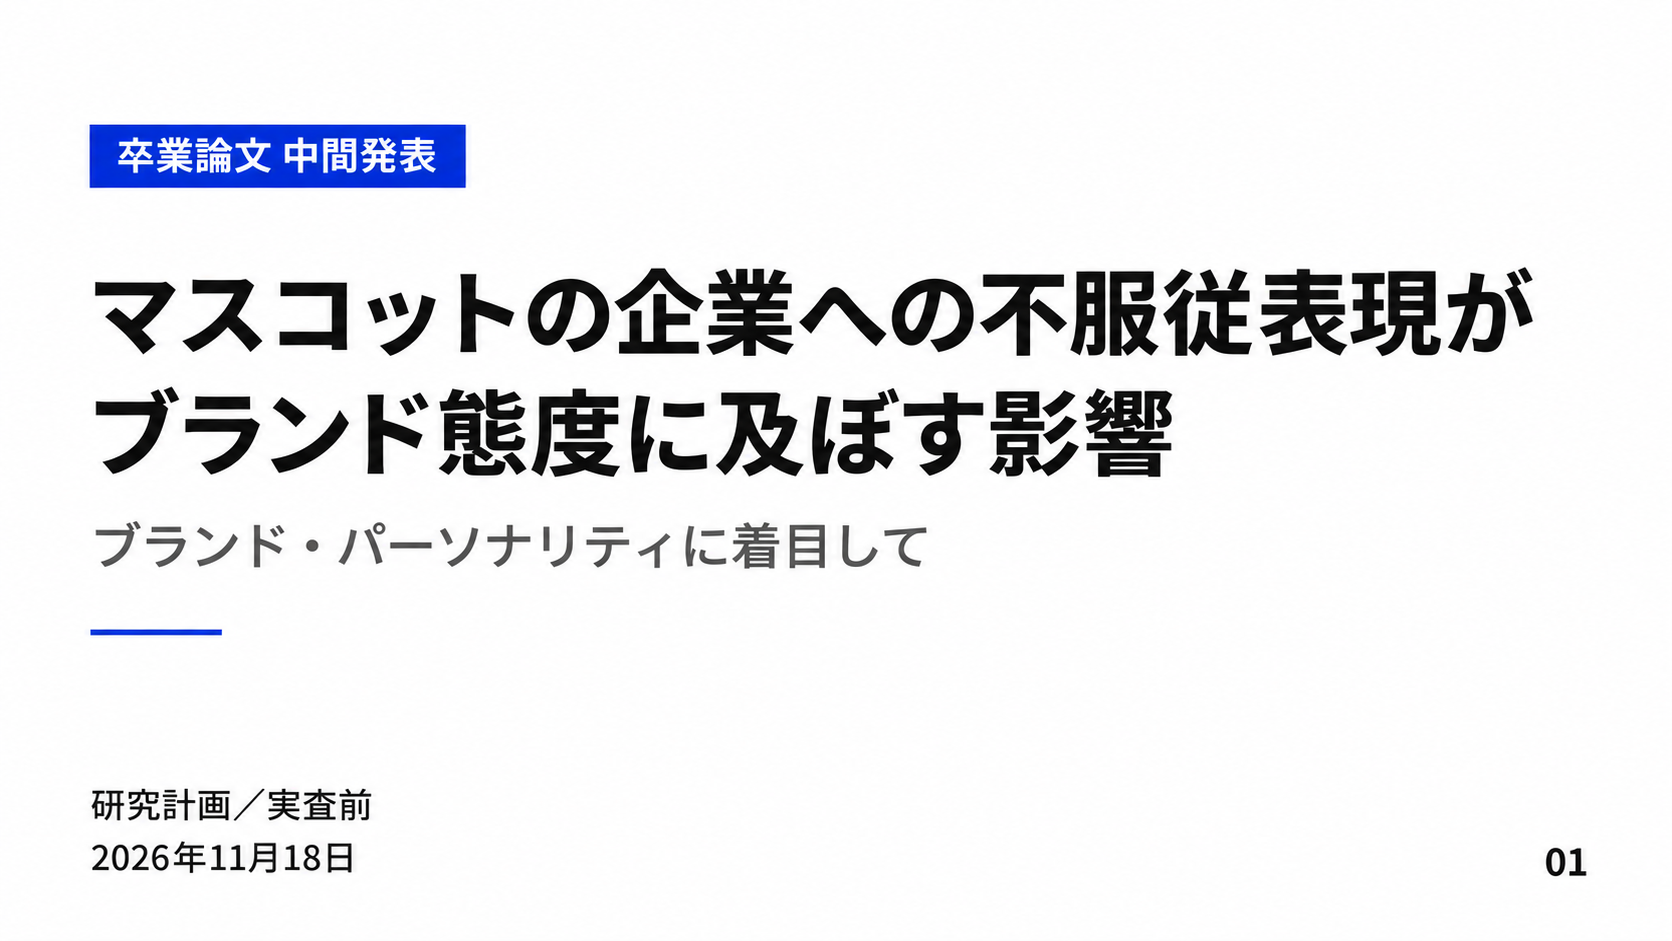 卒業論文 中間発表
マスコットの企業への不服従表現が
ブランド態度に及ぼす影響
ブランド・パーソナリティに着目して
研究計画／実査前
2026年11月18日
01